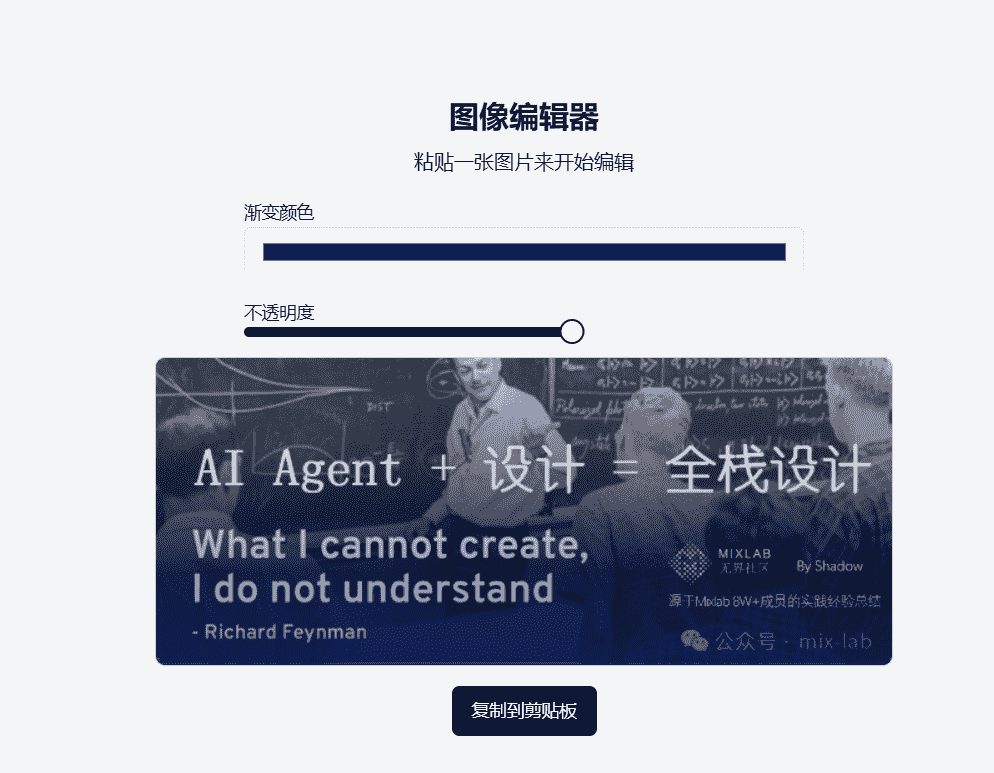 图像编辑器
粘贴一张图片来开始编辑
渐变颜色
不透明度
DIST
AI Agent + 设计 = 全栈设计
What I cannot create,
I do not understand
- Richard Feynman
MIXLAB
无界社区
By Shadow
源于Mixlab 8W+成员的实践经验总结
公众号 · mix-lab
复制到剪贴板